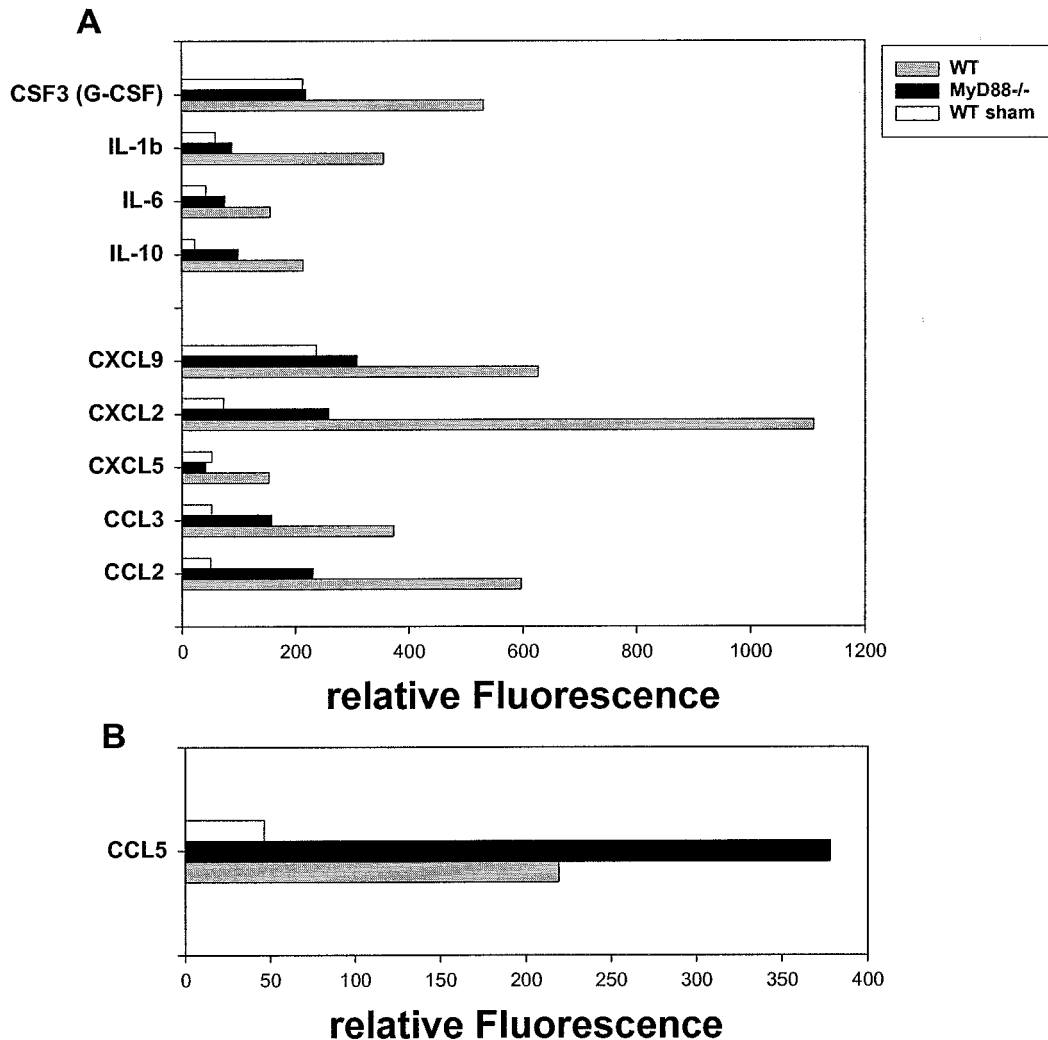 A
WT
MyD88-/-
WT sham
CSF3 (G-CSF)
IL-1b
IL-6
IL-10
CXCL9
CXCL2
CXCL5
CCL3
CCL2
0 200 400 600 800 1000 1200
relative Fluorescence
B
CCL5
0 50 100 150 200 250 300 350 400
relative Fluorescence